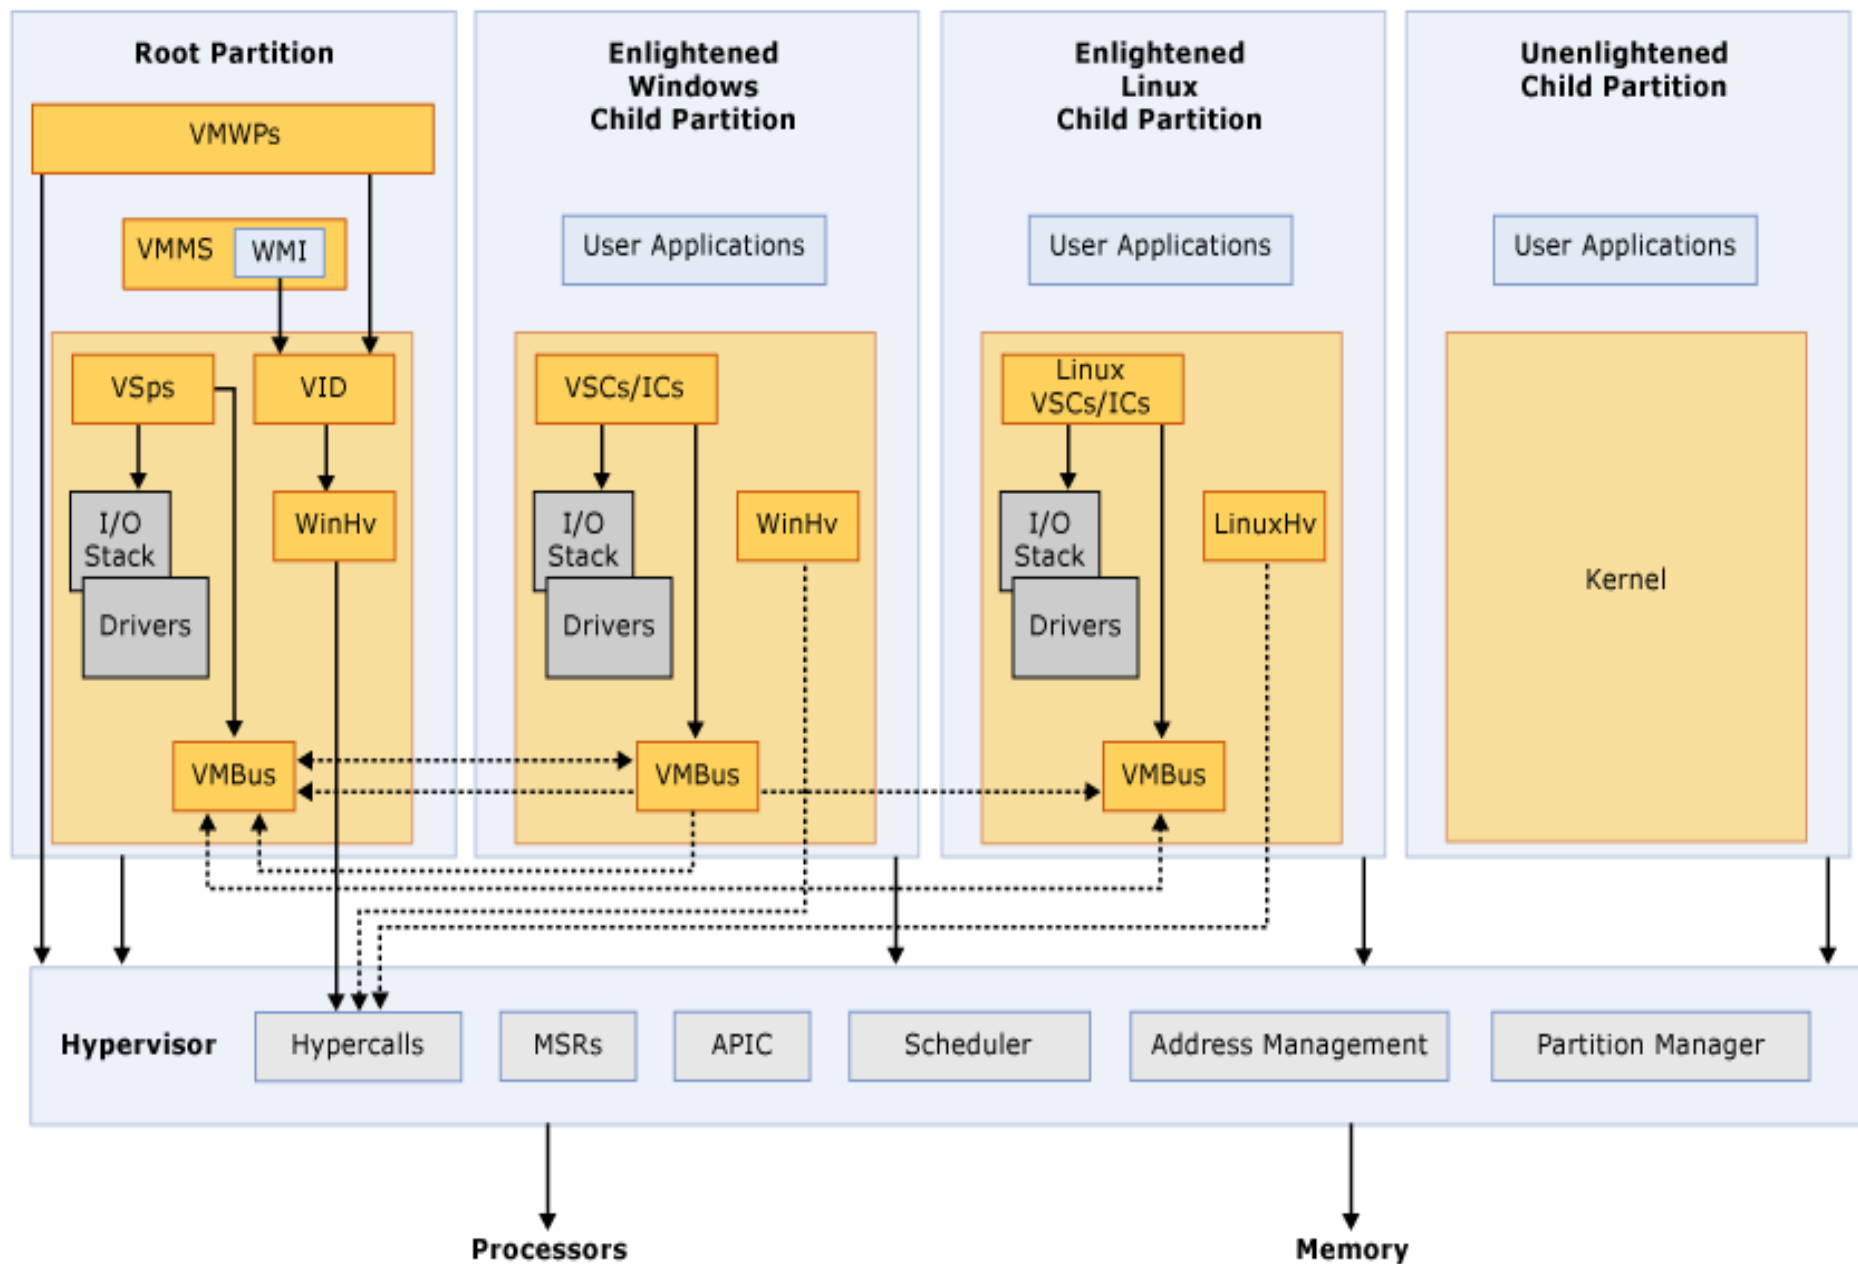 Root Partition
VMWPs
VMMS
WMI
VSps
VID
I/O
Stack
Drivers
WinHv
VMBus
Enlightened
Windows
Child Partition
User Applications
VSCs/ICs
I/O
Stack
Drivers
WinHv
VMBus
Enlightened
Linux
Child Partition
User Applications
Linux
VSCs/ICs
I/O
Stack
Drivers
LinuxHv
VMBus
Unenlightened
Child Partition
User Applications
Kernel
Hypervisor
Hypercalls
MSRs
APIC
Scheduler
Address Management
Partition Manager
Processors
Memory